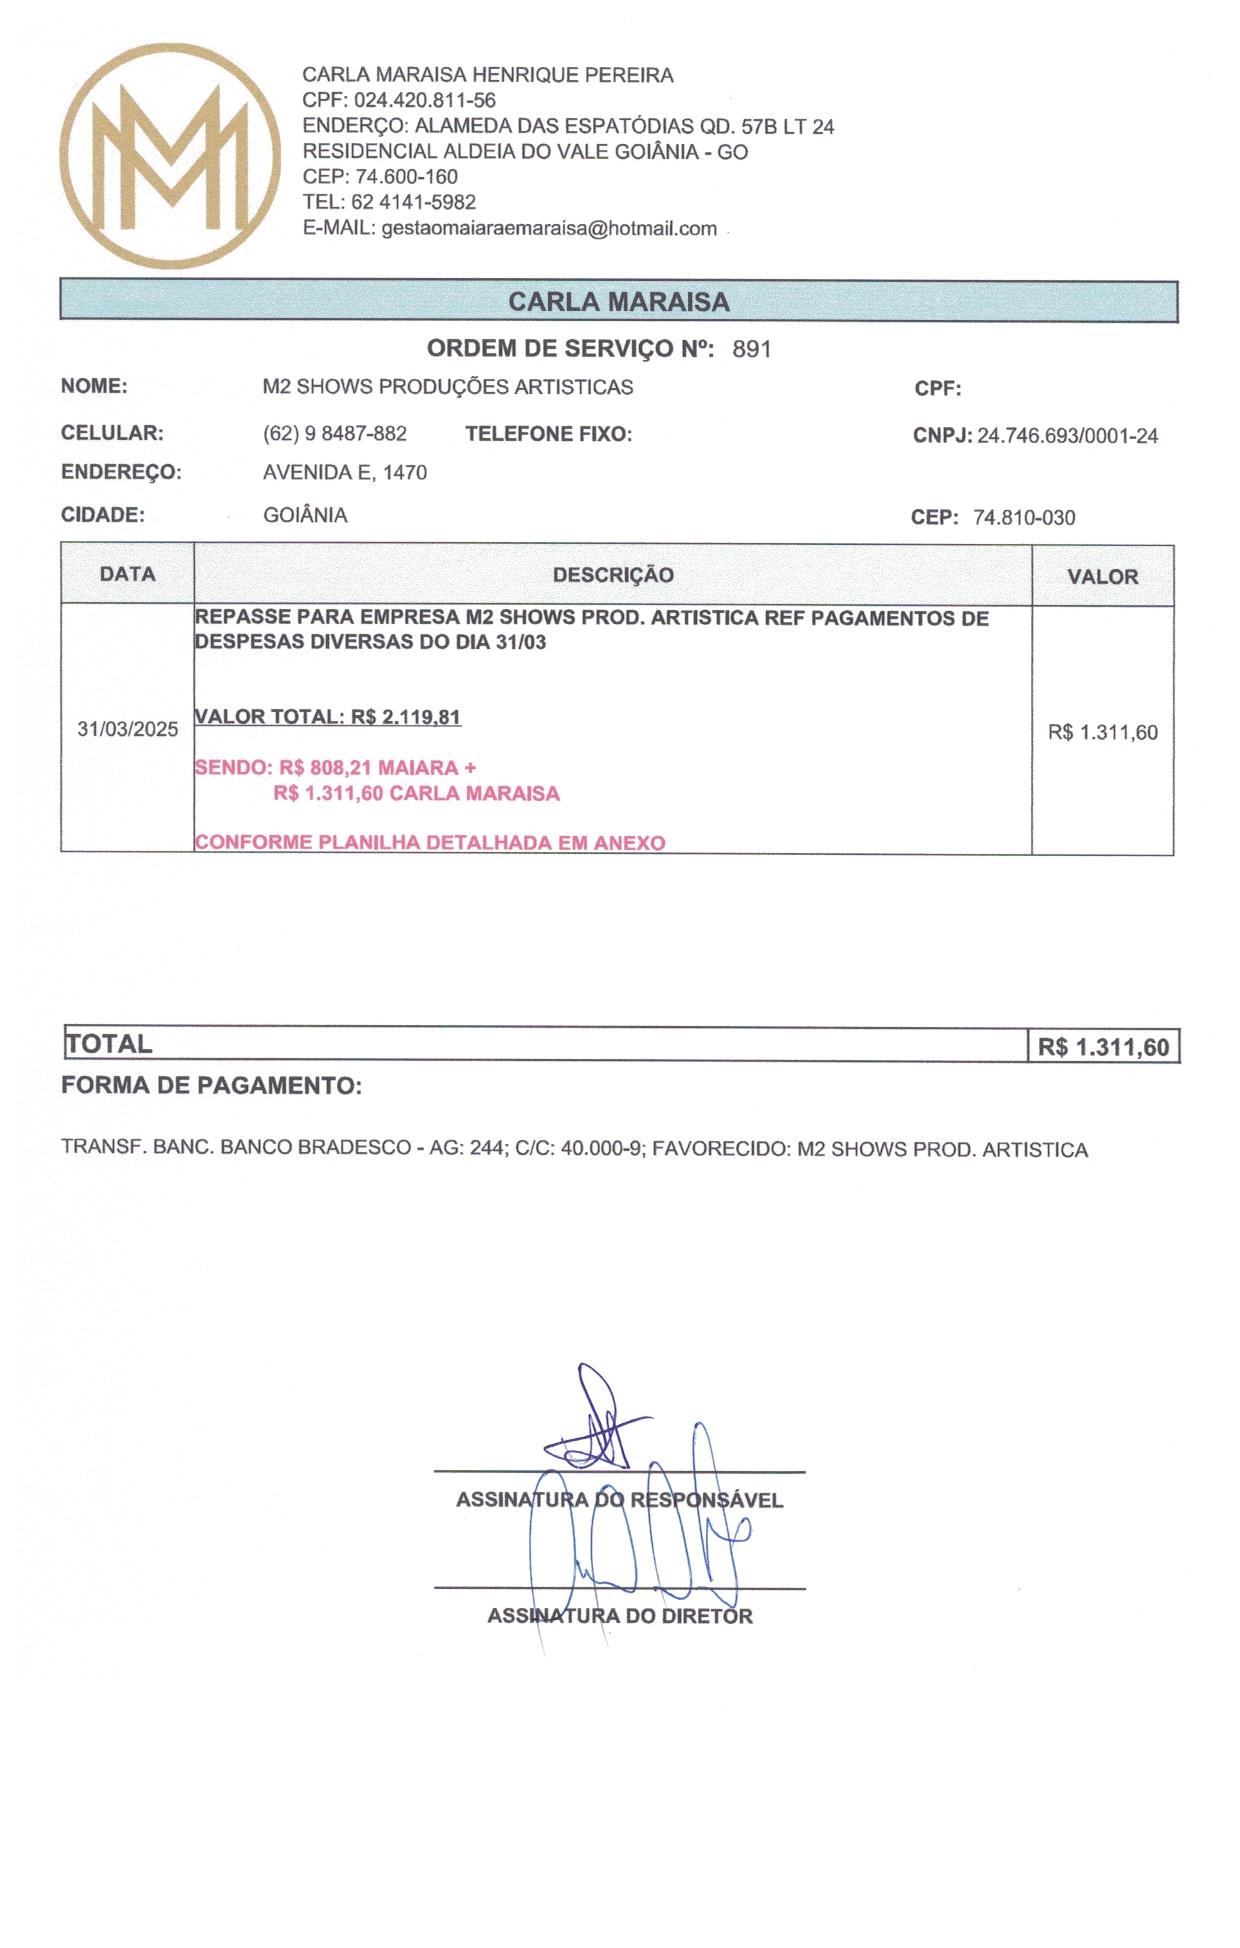 MM
CARLA MARAISA HENRIQUE PEREIRA
CPF: 024.420.811-56
ENDERÇO: ALAMEDA DAS ESPATÓDIAS QD. 57B LT 24
RESIDENCIAL ALDEIA DO VALE GOIÂNIA - GO
CEP: 74.600-160
TEL: 62 4141-5982
E-MAIL: gestaomaiaraemaraisa@hotmail.com
CARLA MARAISA
ORDEM DE SERVIÇO Nº: 891
NOME: M2 SHOWS PRODUÇÕES ARTISTICAS CPF:
CELULAR: (62) 9 8487-882 TELEFONE FIXO: CNPJ: 24.746.693/0001-24
ENDEREÇO: AVENIDA E, 1470
CIDADE: GOIÂNIA CEP: 74.810-030
DATA DESCRIÇÃO VALOR
REPASSE PARA EMPRESA M2 SHOWS PROD. ARTISTICA REF PAGAMENTOS DE
DESPESAS DIVERSAS DO DIA 31/03
VALOR TOTAL: R$ 2.119,81
31/03/2025 R$ 1.311,60
SENDO: R$ 808,21 MAIARA +
R$ 1.311,60 CARLA MARAISA
CONFORME PLANILHA DETALHADA EM ANEXO
TOTAL R$ 1.311,60
FORMA DE PAGAMENTO:
TRANSF. BANC. BANCO BRADESCO - AG: 244; C/C: 40.000-9; FAVORECIDO: M2 SHOWS PROD. ARTISTICA
ASSINATURA DO RESPONSÁVEL
ASSINATURA DO DIRETOR